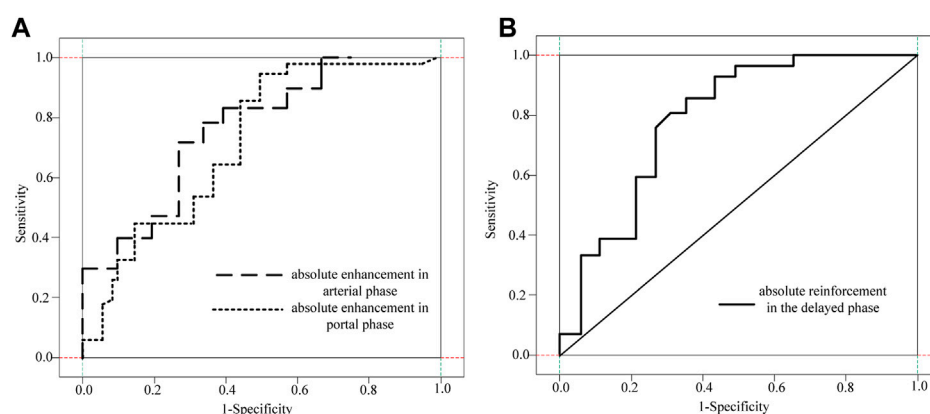 A
1.0
0.8
0.6
0.4
0.2
0.0
Sensitivity
absolute enhancement in
arterial phase
absolute enhancement in
portal phase
0.0 0.2 0.4 0.6 0.8 1.0
1-Specificity
B
1.0
0.8
0.6
0.4
0.2
0.0
Sensitivity
absolute reinforcement
in the delayed phase
0.0 0.2 0.4 0.6 0.8 1.0
1-Specificity